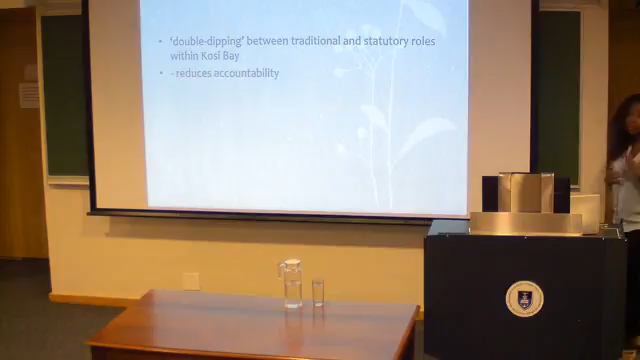 • 'double-dipping' between traditional and statutory roles
within Kosi Bay
• - reduces accountability